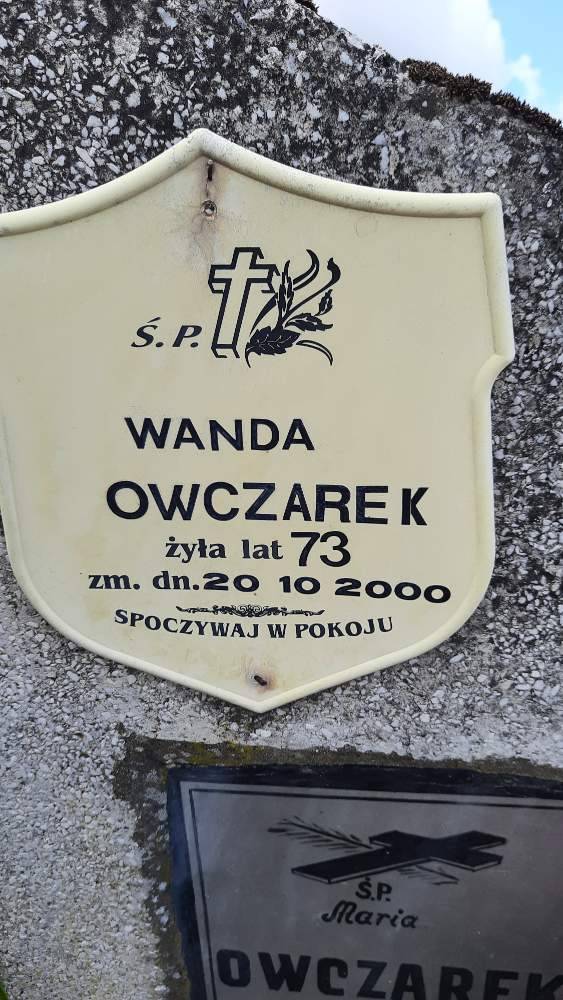 Ś.P.
WANDA
OWCZAREK
żyła lat 73
zm. dn. 20 10 2000
SPOCZYWAJ W POKOJU
Ś.P.
Maria
OWCZAREK